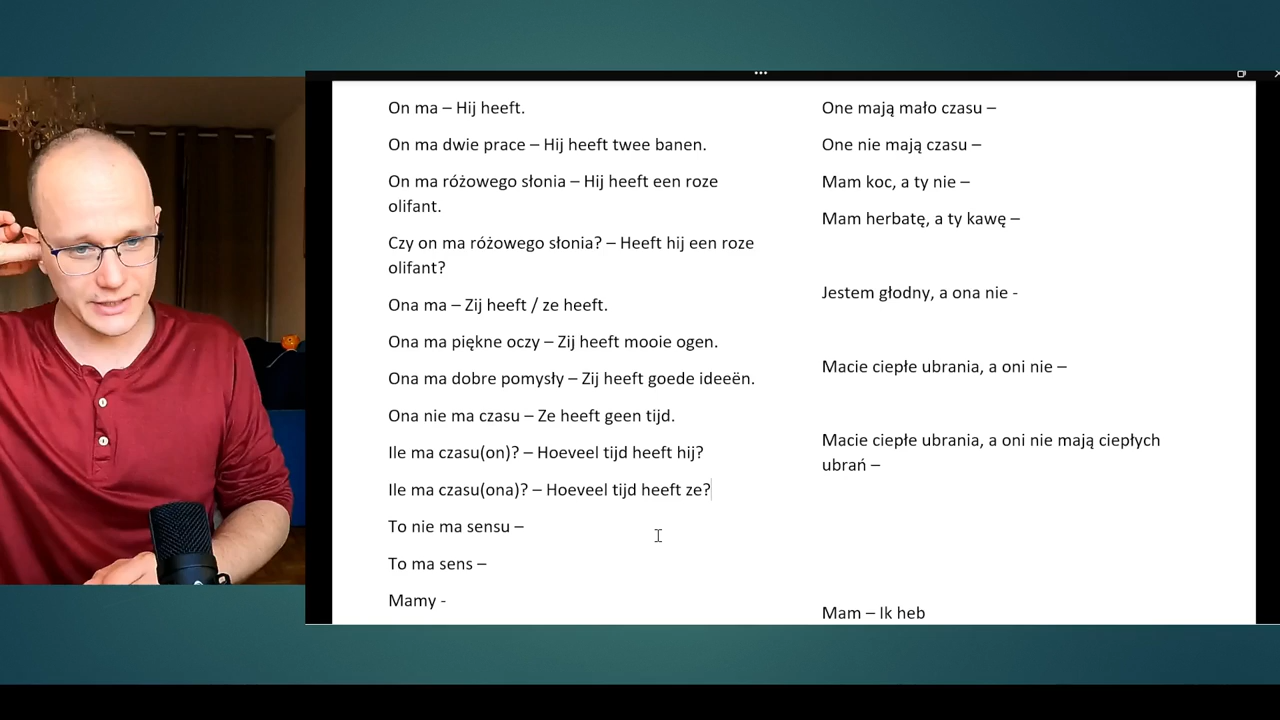 On ma – Hij heeft.
On ma dwie prace – Hij heeft twee banen.
On ma różowego słonia – Hij heeft een roze
olifant.
Czy on ma różowego słonia? – Heeft hij een roze
olifant?
Ona ma – Zij heeft / ze heeft.
Ona ma piękne oczy – Zij heeft mooie ogen.
Ona ma dobre pomysły – Zij heeft goede ideeën.
Ona nie ma czasu – Ze heeft geen tijd.
Ile ma czasu(on)? – Hoeveel tijd heeft hij?
Ile ma czasu(ona)? – Hoeveel tijd heeft ze?
To nie ma sensu –
To ma sens –
Mamy -
One mają mało czasu –
One nie mają czasu –
Mam koc, a ty nie –
Mam herbatę, a ty kawę –
Jestem głodny, a ona nie -
Macie ciepłe ubrania, a oni nie –
Macie ciepłe ubrania, a oni nie mają ciepłych
ubrań –
Mam – Ik heb